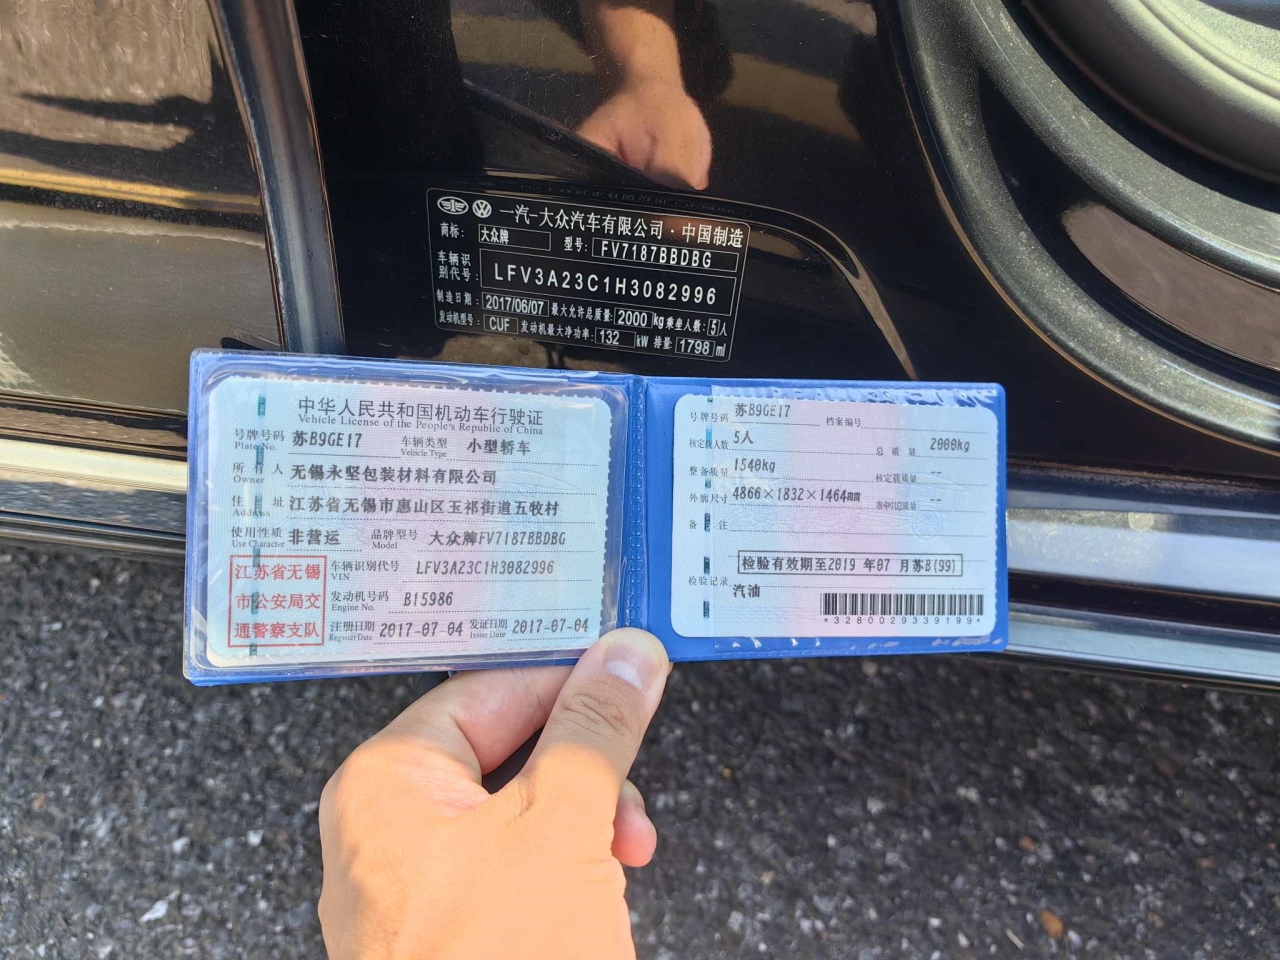 一汽-大众汽车有限公司·中国制造
商标: 大众牌 型号: FV7187BBDBG
车辆识别代号: LFV3A23C1H3082996
制造日期: 2017/06/07 最大允许总质量: 2000 kg 乘坐人数: 5 人
发动机型号: CUF 发动机最大净功率: 132 kW 排量: 1798 ml
中华人民共和国机动车行驶证
Vehicle License of the People's Republic of China
号牌号码 苏B9GE17 车辆类型 小型轿车
Plate No. Vehicle Type
所有人 无锡永坚包装材料有限公司
Owner
住址 江苏省无锡市惠山区玉祁街道五牧村
Address
使用性质 非营运 品牌型号 大众牌FV7187BBDBG
Use Character Model
江苏省无锡
市公安局交
通警察支队
车辆识别代号 LFV3A23C1H3082996
VIN
发动机号码 B15986
Engine No.
注册日期 2017-07-04 发证日期 2017-07-04
Register Date Issue Date
号牌号码 苏B9GE17 档案编号
核定载人数 5人 总质量 2000kg
整备质量 1540kg 核定载质量 --
外廓尺寸 4866×1832×1464mm 准牵引总质量 --
备注
检验有效期至2019 年07 月苏B(99)
检验记录
汽油
*3280029339199*